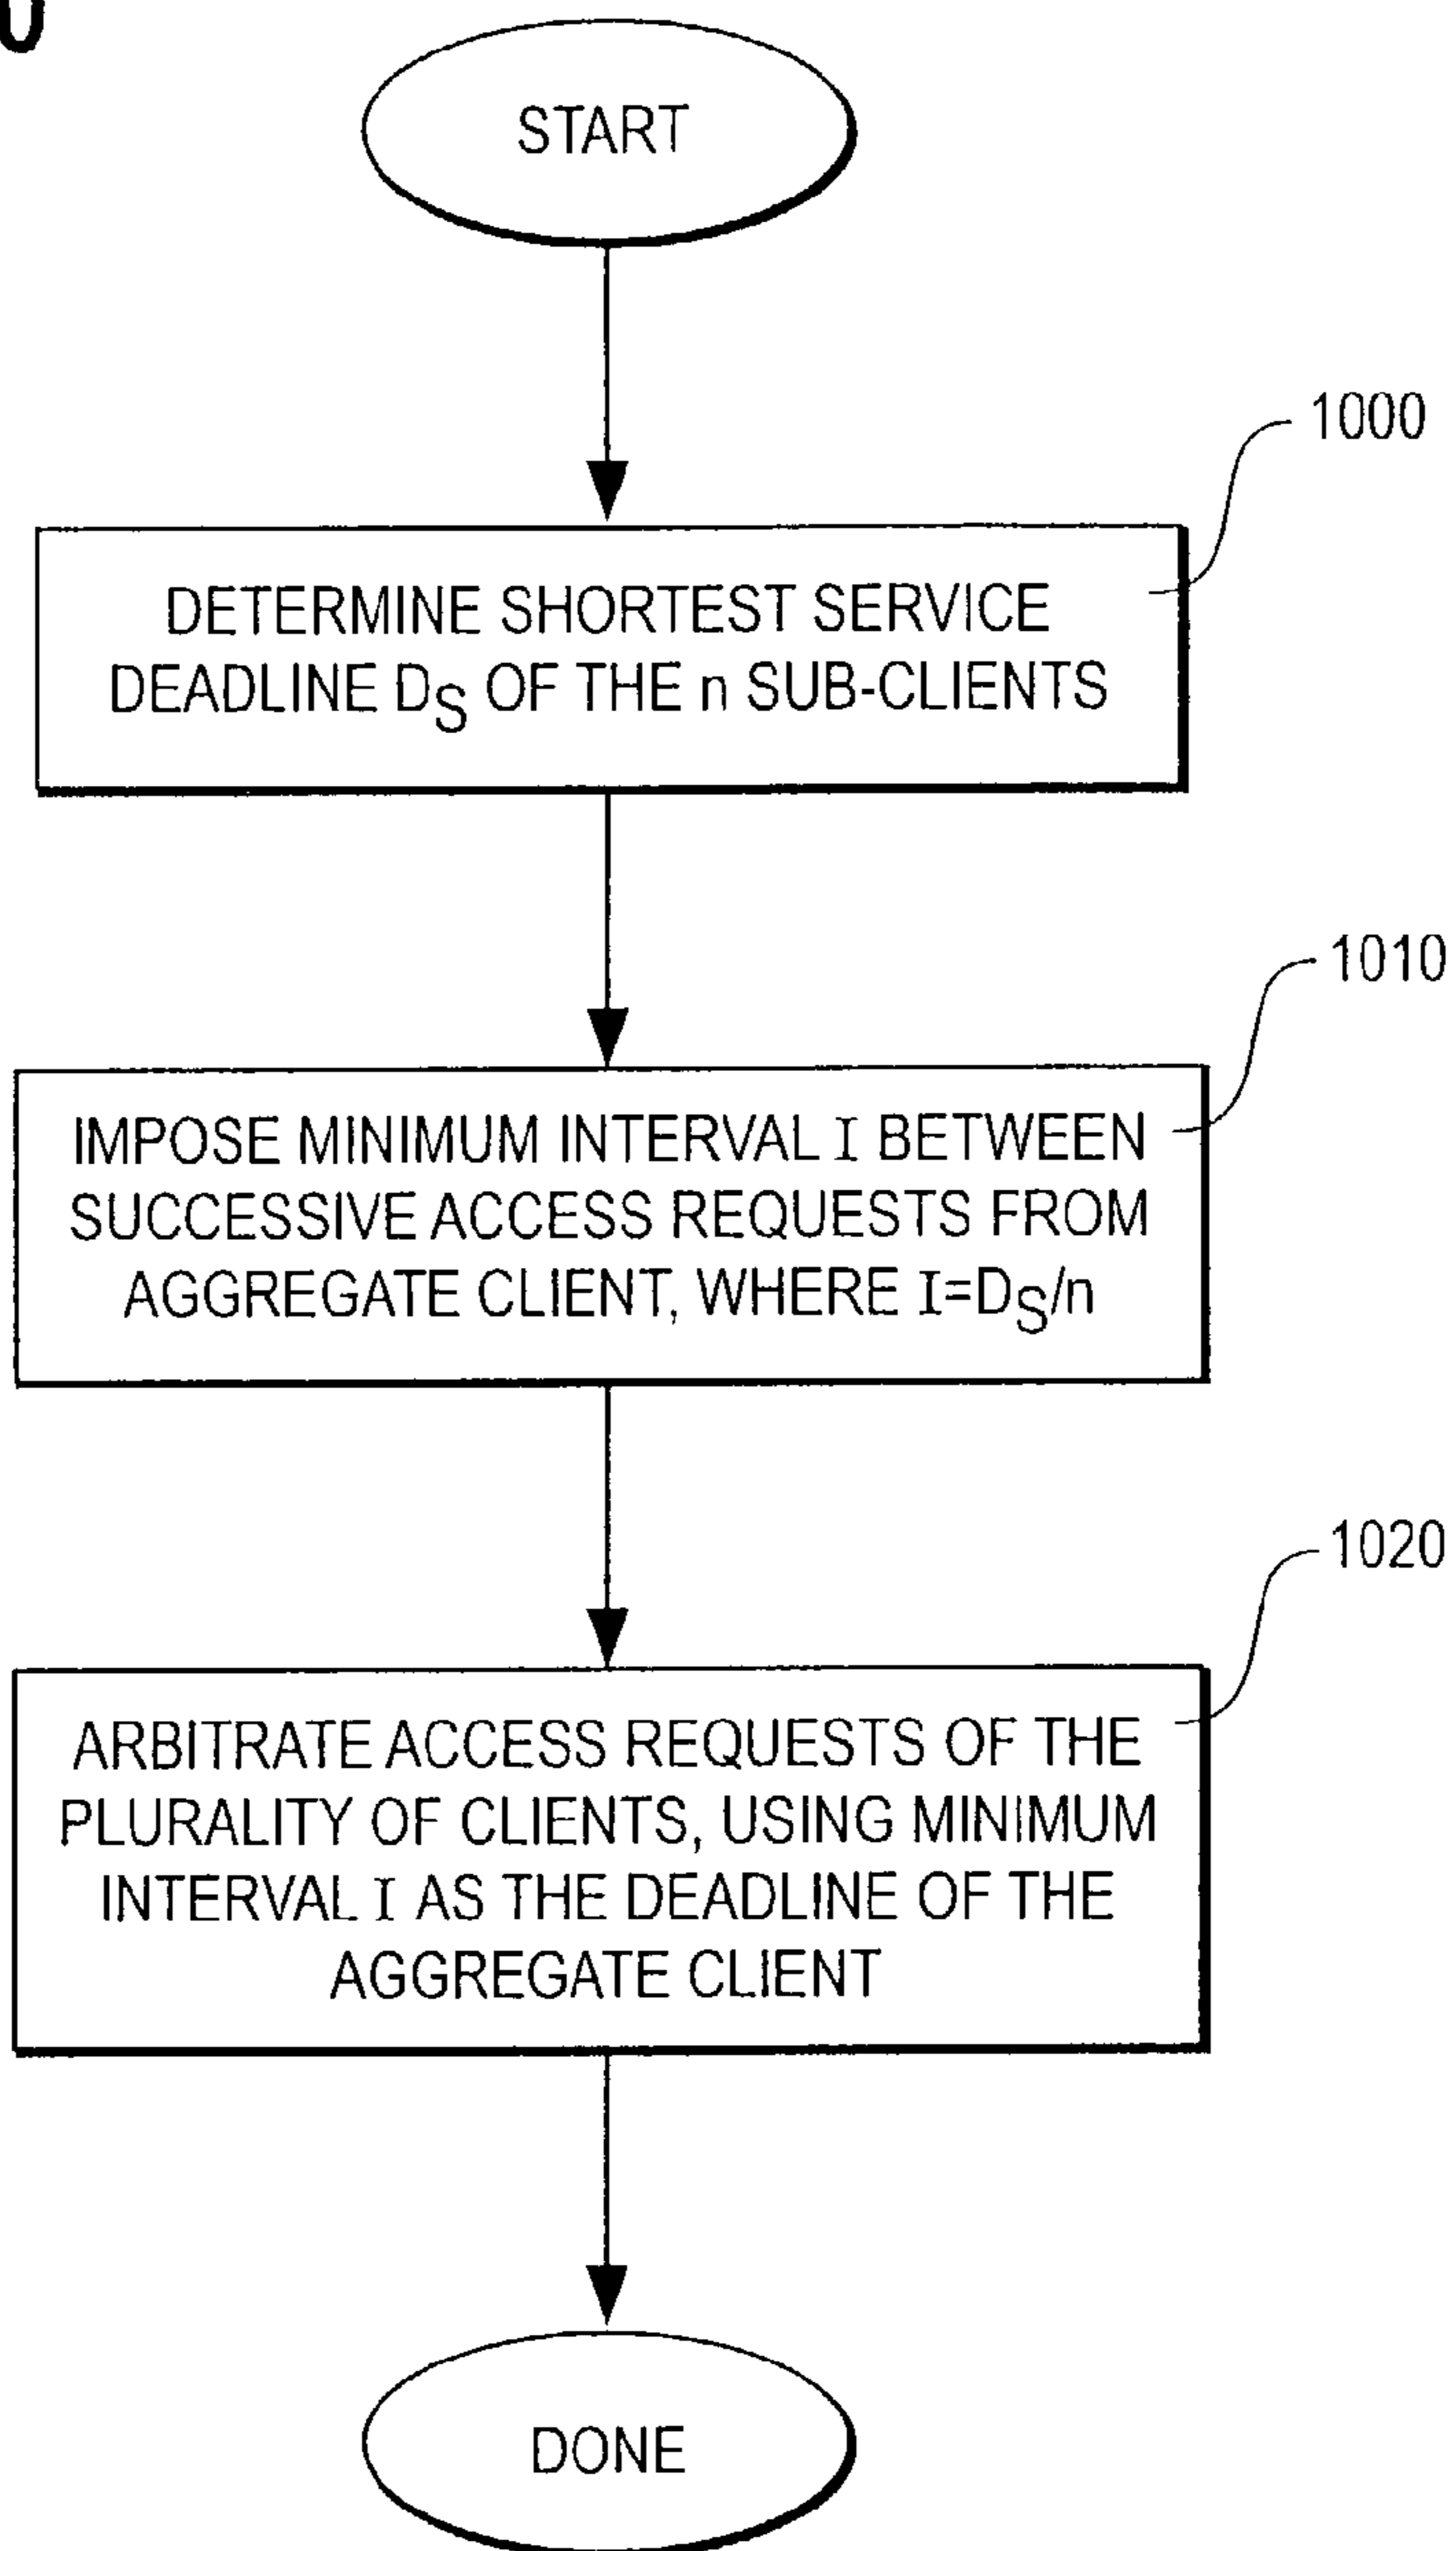 START
1000
DETERMINE SHORTEST SERVICE
DEADLINE DS OF THE n SUB-CLIENTS
1010
IMPOSE MINIMUM INTERVAL I BETWEEN
SUCCESSIVE ACCESS REQUESTS FROM
AGGREGATE CLIENT, WHERE I=DS/n
1020
ARBITRATE ACCESS REQUESTS OF THE
PLURALITY OF CLIENTS, USING MINIMUM
INTERVAL I AS THE DEADLINE OF THE
AGGREGATE CLIENT
DONE